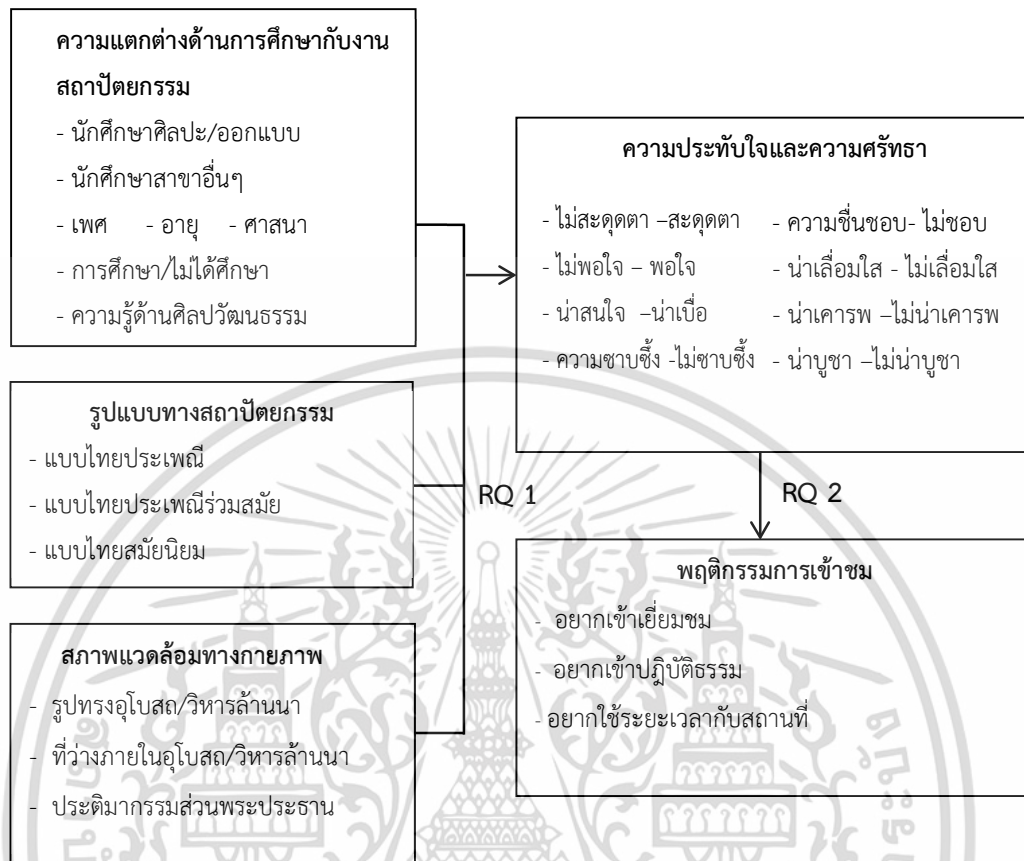 ความแตกต่างด้านการศึกษากับงาน
สถาปัตยกรรม
- นักศึกษาศิลปะ/ออกแบบ
- นักศึกษาสาขาอื่นๆ
- เพศ - อายุ - ศาสนา
- การศึกษา/ไม่ได้ศึกษา
- ความรู้ด้านศิลปวัฒนธรรม
รูปแบบทางสถาปัตยกรรม
- แบบไทยประเพณี
- แบบไทยประเพณีร่วมสมัย
- แบบไทยสมัยนิยม
สภาพแวดล้อมทางกายภาพ
- รูปทรงอุโบสถ/วิหารล้านนา
- ที่ว่างภายในอุโบสถ/วิหารล้านนา
- ประติมากรรมส่วนพระประธาน
RQ 1
ความประทับใจและความศรัทธา
- ไม่สะดุดตา –สะดุดตา - ความชื่นชอบ- ไม่ชอบ
- ไม่พอใจ – พอใจ - น่าเลื่อมใส - ไม่เลื่อมใส
- น่าสนใจ –น่าเบื่อ - น่าเคารพ –ไม่น่าเคารพ
- ความซาบซึ้ง -ไม่ซาบซึ้ง - น่าบูชา –ไม่น่าบูชา
RQ 2
พฤติกรรมการเข้าชม
- อยากเข้าเยี่ยมชม
- อยากเข้าปฏิบัติธรรม
- อยากใช้ระยะเวลากับสถานที่